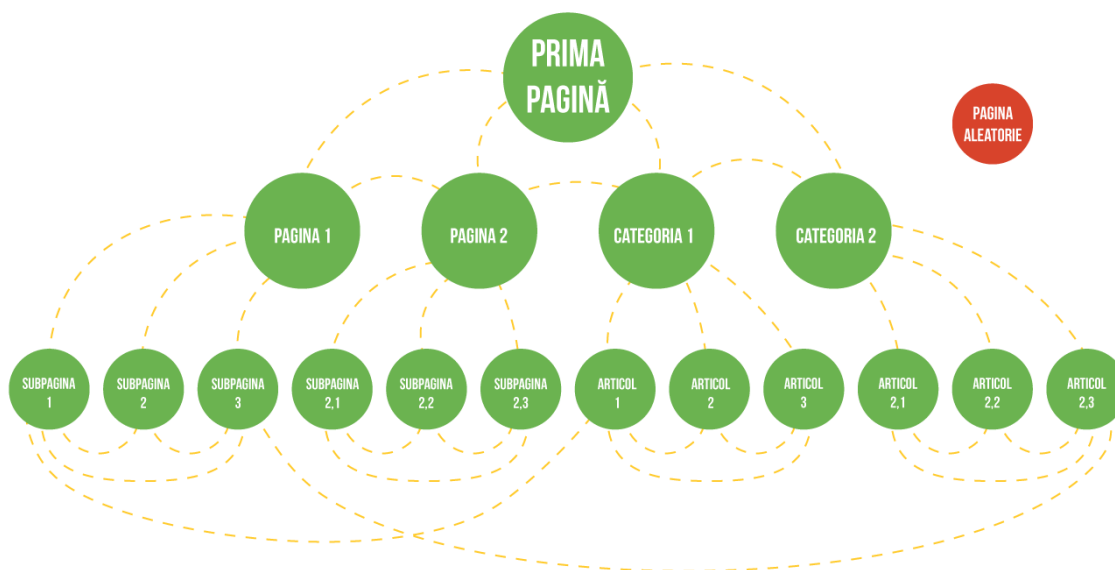 PRIMA
PAGINĂ
PAGINA
ALEATORIE
PAGINA 1
PAGINA 2
CATEGORIA 1
CATEGORIA 2
SUBPAGINA
1
SUBPAGINA
2
SUBPAGINA
3
SUBPAGINA
2,1
SUBPAGINA
2,2
SUBPAGINA
2,3
ARTICOL
1
ARTICOL
2
ARTICOL
3
ARTICOL
2,1
ARTICOL
2,2
ARTICOL
2,3